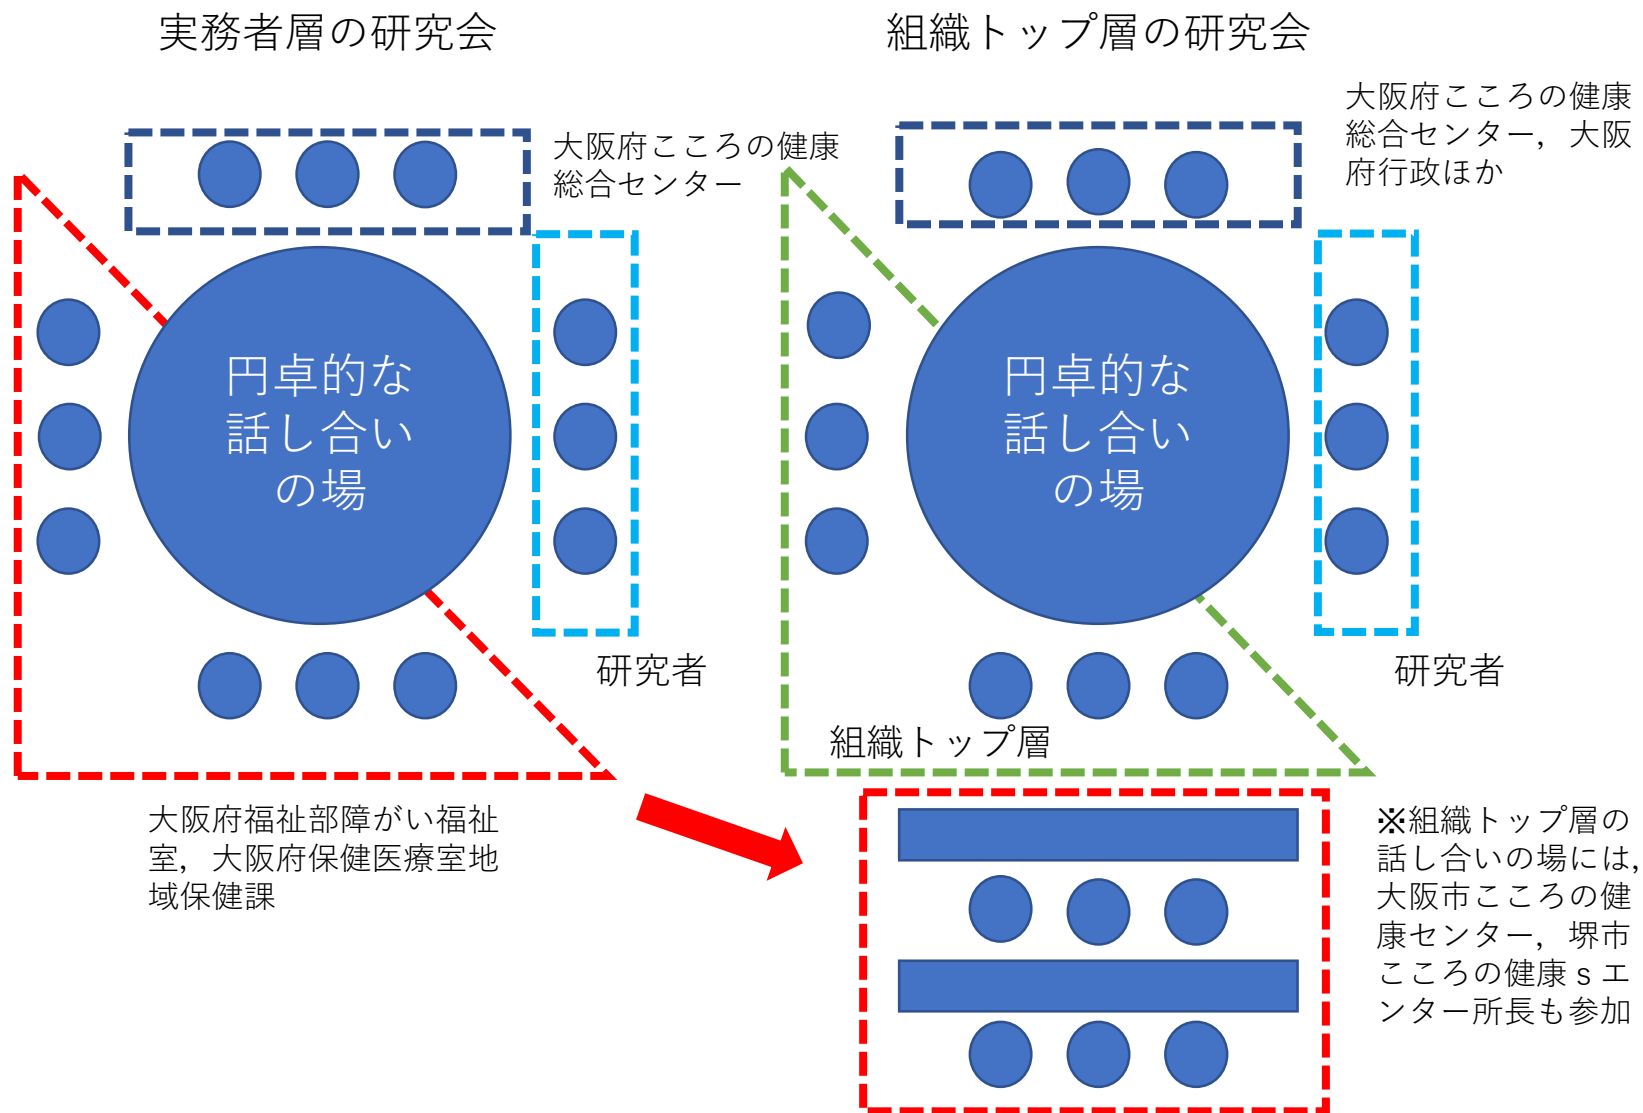 実務者層の研究会
大阪府こころの健康
総合センター
円卓的な
話し合い
の場
研究者
大阪府福祉部障がい福祉
室，大阪府保健医療室地
域保健課
組織トップ層の研究会
大阪府こころの健康
総合センター，大阪
府行政ほか
円卓的な
話し合い
の場
研究者
組織トップ層
※組織トップ層の
話し合いの場には，
大阪市こころの健
康センター，堺市
こころの健康ｓエ
ンター所長も参加